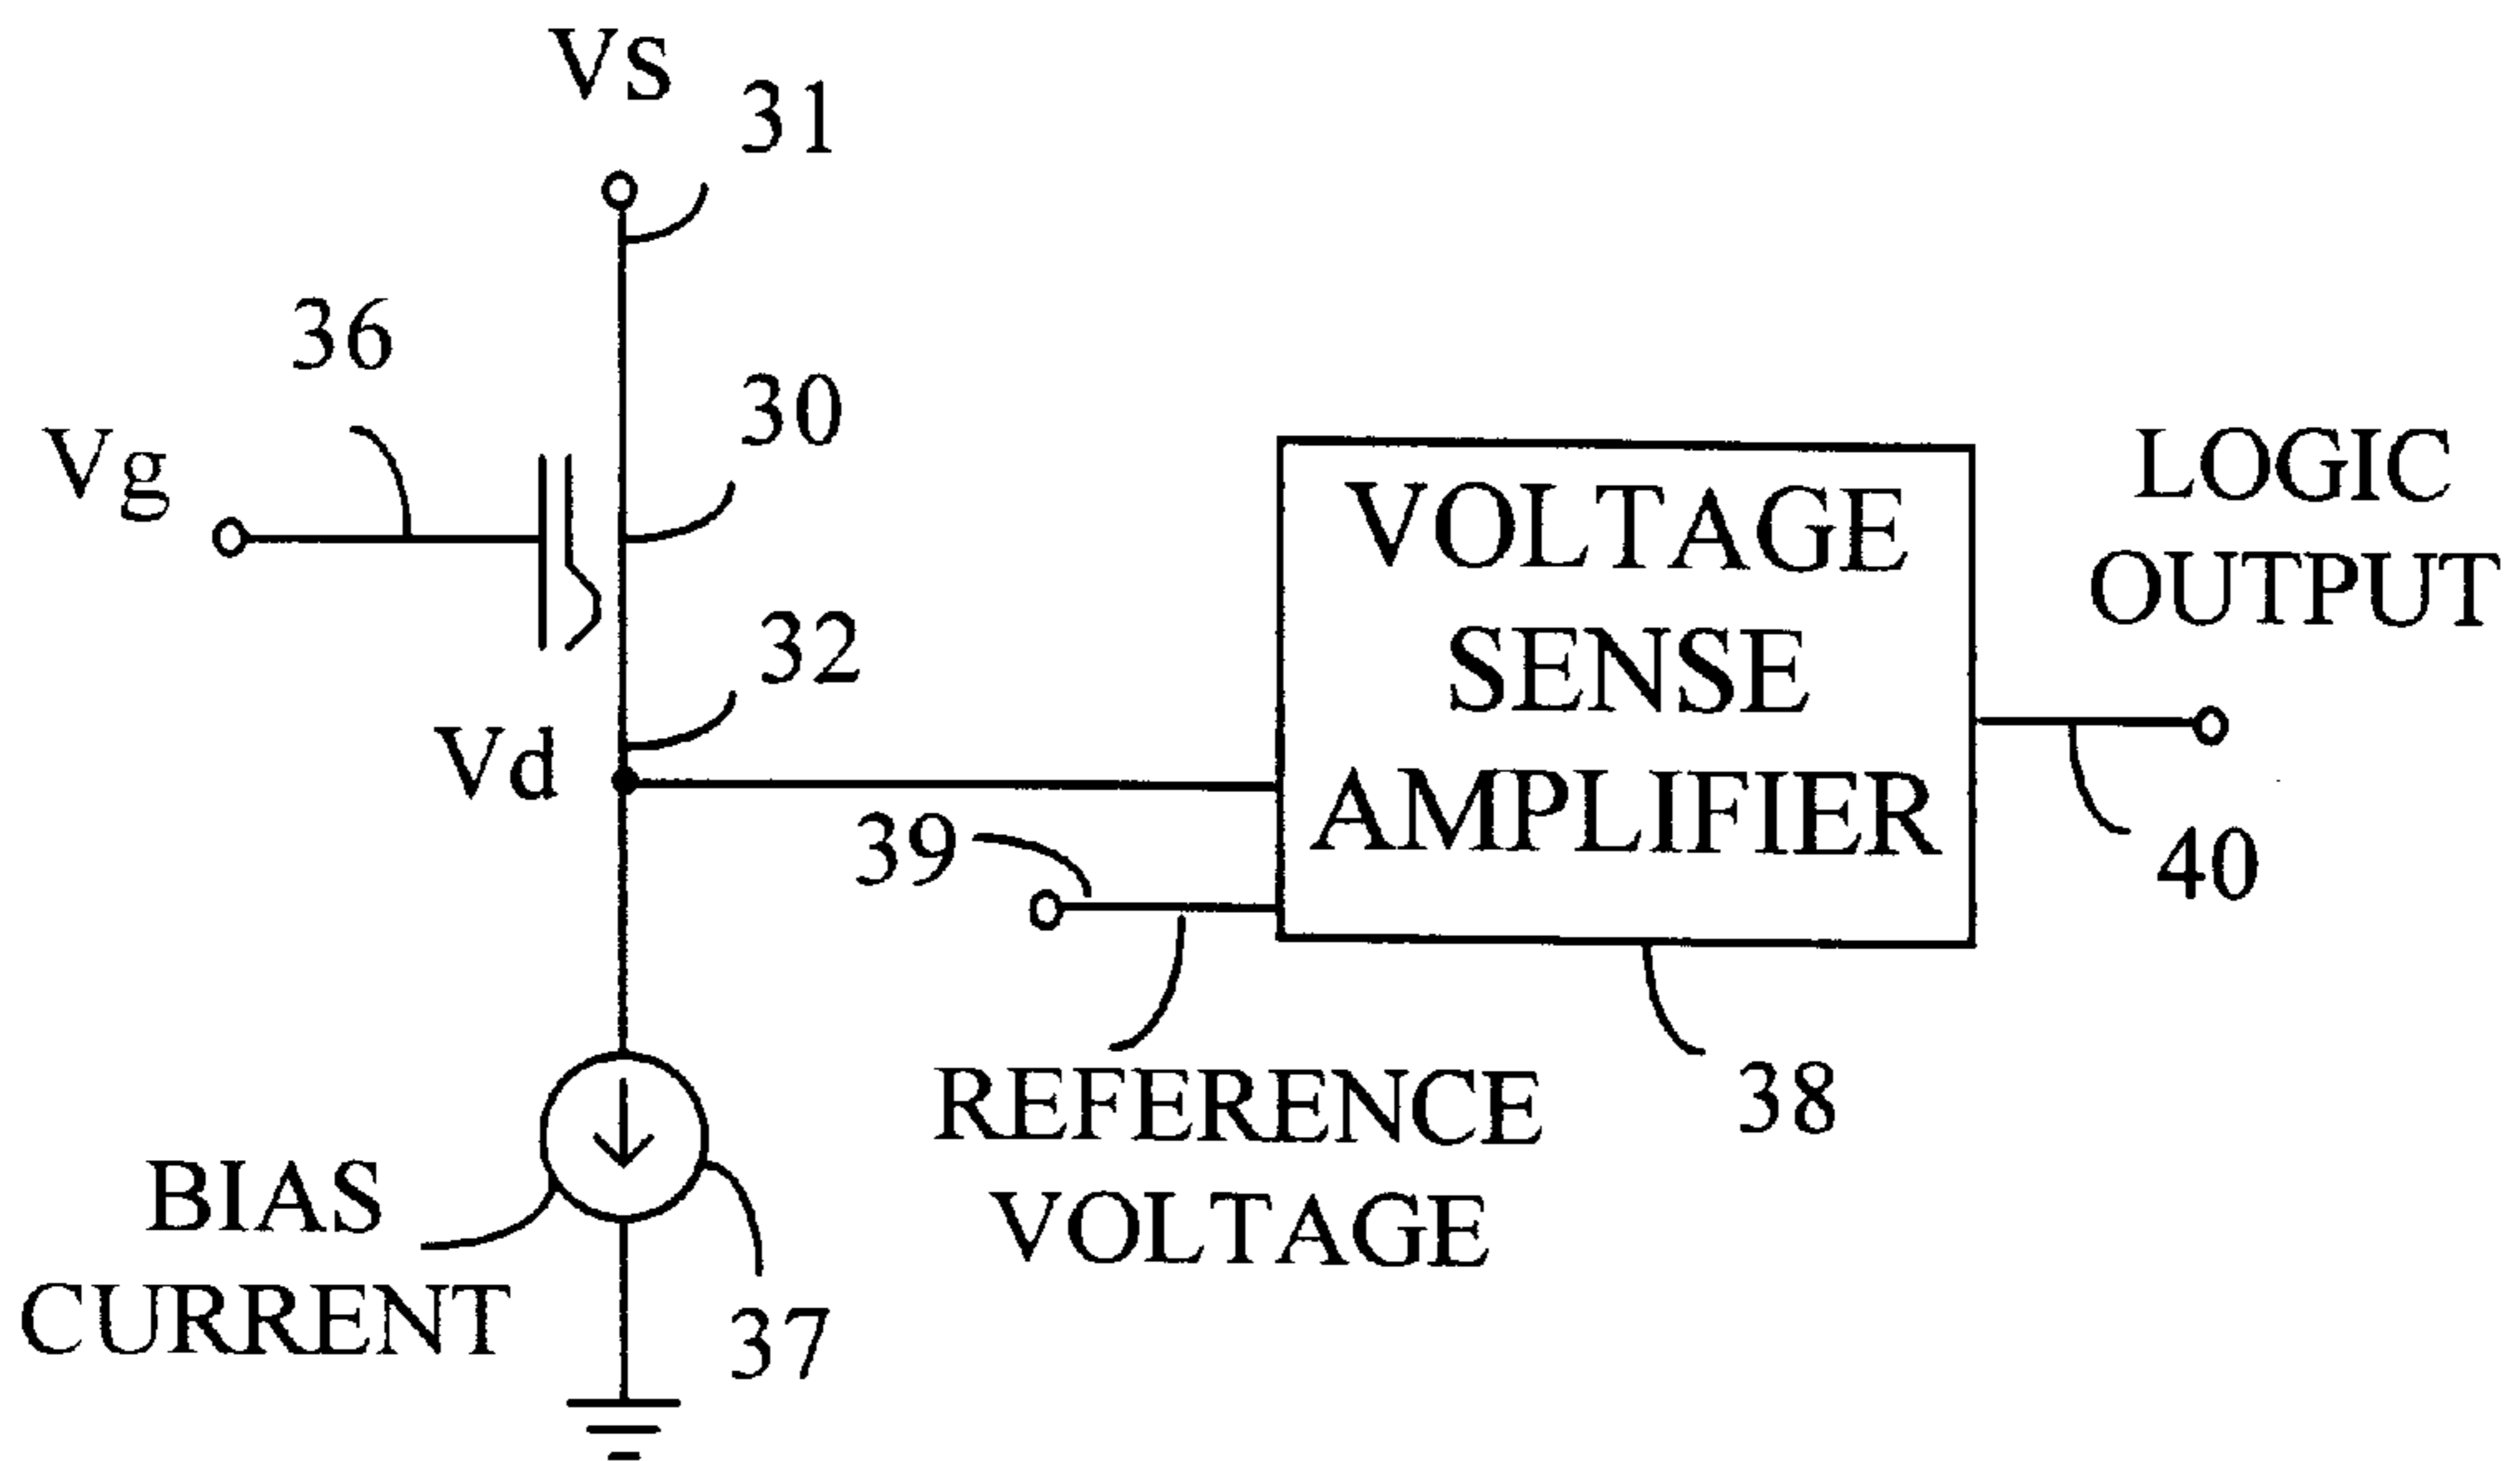 VS
31
36
30
Vg
32
Vd
VOLTAGE
SENSE
AMPLIFIER
LOGIC
OUTPUT
39
40
REFERENCE
VOLTAGE
38
BIAS
CURRENT
37